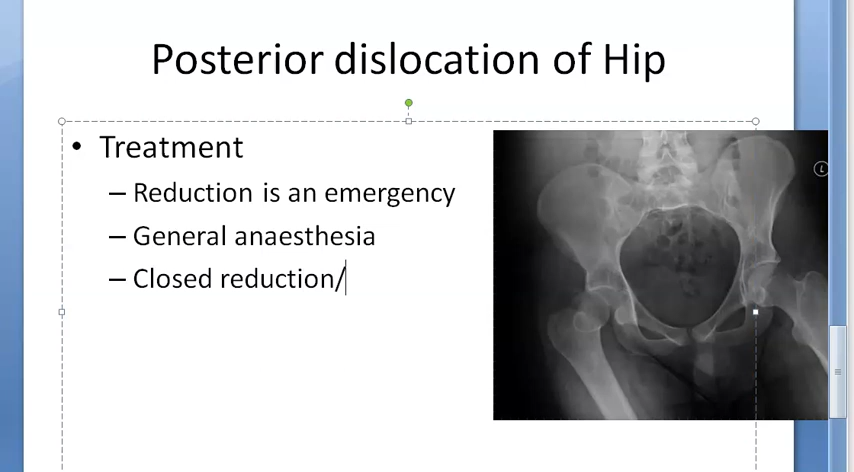 Posterior dislocation of Hip
• Treatment
– Reduction is an emergency
– General anaesthesia
– Closed reduction/
L